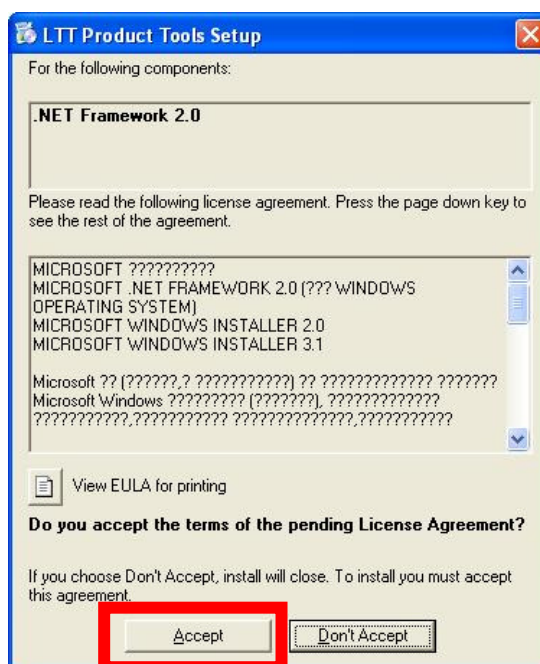 LTT Product Tools Setup
For the following components:
.NET Framework 2.0
Please read the following license agreement. Press the page down key to
see the rest of the agreement.
MICROSOFT ??????????
MICROSOFT .NET FRAMEWORK 2.0 (??? WINDOWS
OPERATING SYSTEM)
MICROSOFT WINDOWS INSTALLER 2.0
MICROSOFT WINDOWS INSTALLER 3.1
Microsoft ?? (??????,? ???????????) ?? ????????????? ???????
Microsoft Windows ????????? (???????), ?????????????
???????????,??????????? ??????????????,???????????
View EULA for printing
Do you accept the terms of the pending License Agreement?
If you choose Don't Accept, install will close. To install you must accept
this agreement.
Accept Don't Accept